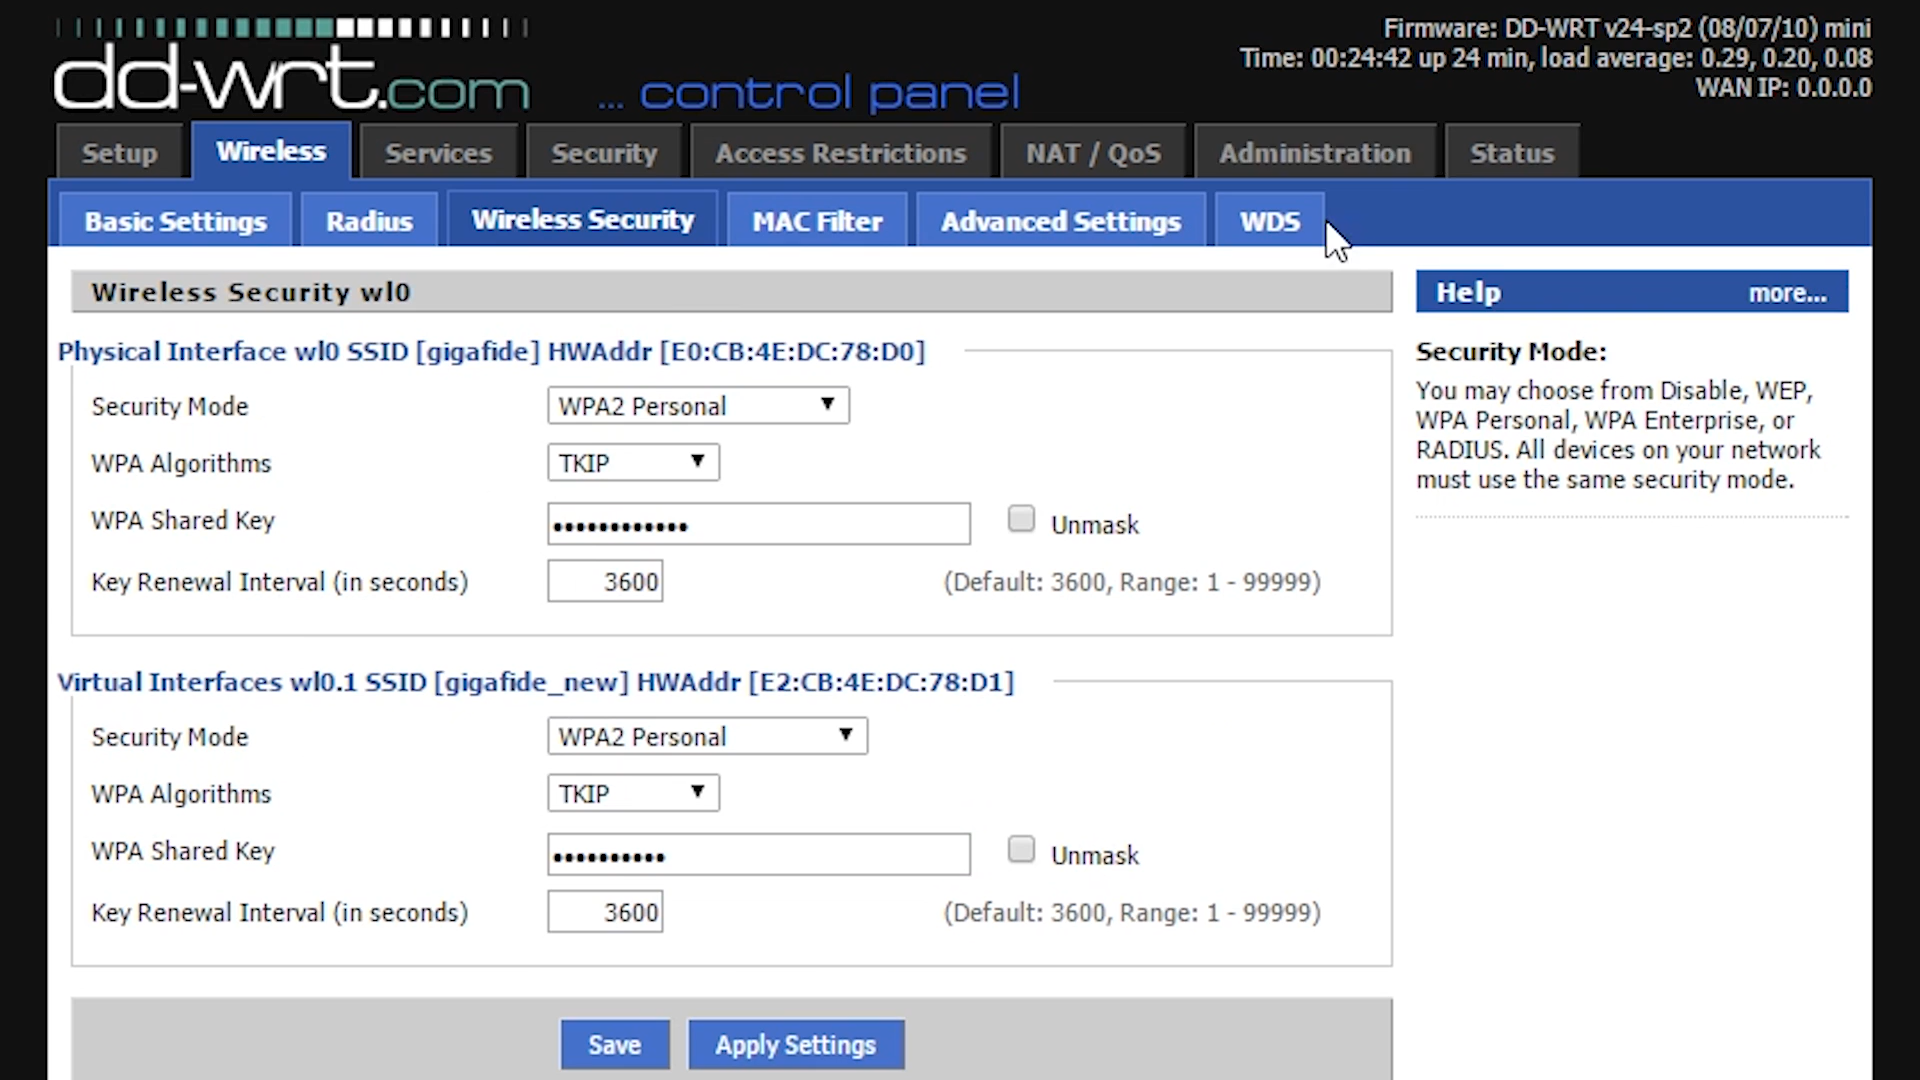 dd-wrt.com ... control panel
Firmware: DD-WRT v24-sp2 (08/07/10) mini
Time: 00:24:42 up 24 min, load average: 0.29, 0.20, 0.08
WAN IP: 0.0.0.0
Setup Wireless Services Security Access Restrictions NAT / QoS Administration Status
Basic Settings Radius Wireless Security MAC Filter Advanced Settings WDS
Wireless Security wl0
Physical Interface wl0 SSID [gigafide] HWAddr [E0:CB:4E:DC:78:D0]
Security Mode WPA2 Personal
WPA Algorithms TKIP
WPA Shared Key •••••••••••• Unmask
Key Renewal Interval (in seconds) 3600 (Default: 3600, Range: 1 - 99999)
Virtual Interfaces wl0.1 SSID [gigafide_new] HWAddr [E2:CB:4E:DC:78:D1]
Security Mode WPA2 Personal
WPA Algorithms TKIP
WPA Shared Key •••••••••• Unmask
Key Renewal Interval (in seconds) 3600 (Default: 3600, Range: 1 - 99999)
Save Apply Settings
Help more...
Security Mode:
You may choose from Disable, WEP,
WPA Personal, WPA Enterprise, or
RADIUS. All devices on your network
must use the same security mode.